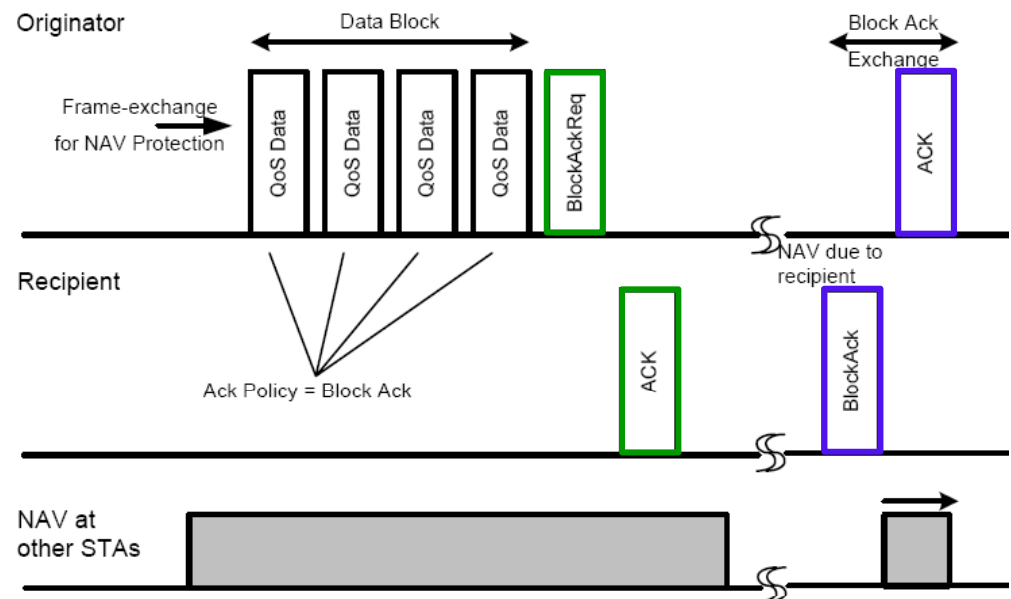 Originator
Data Block
Block Ack
Exchange
Frame-exchange
for NAV Protection
QoS Data
QoS Data
QoS Data
QoS Data
BlockAckReq
ACK
NAV due to
recipient
Recipient
Ack Policy = Block Ack
ACK
BlockAck
NAV at
other STAs